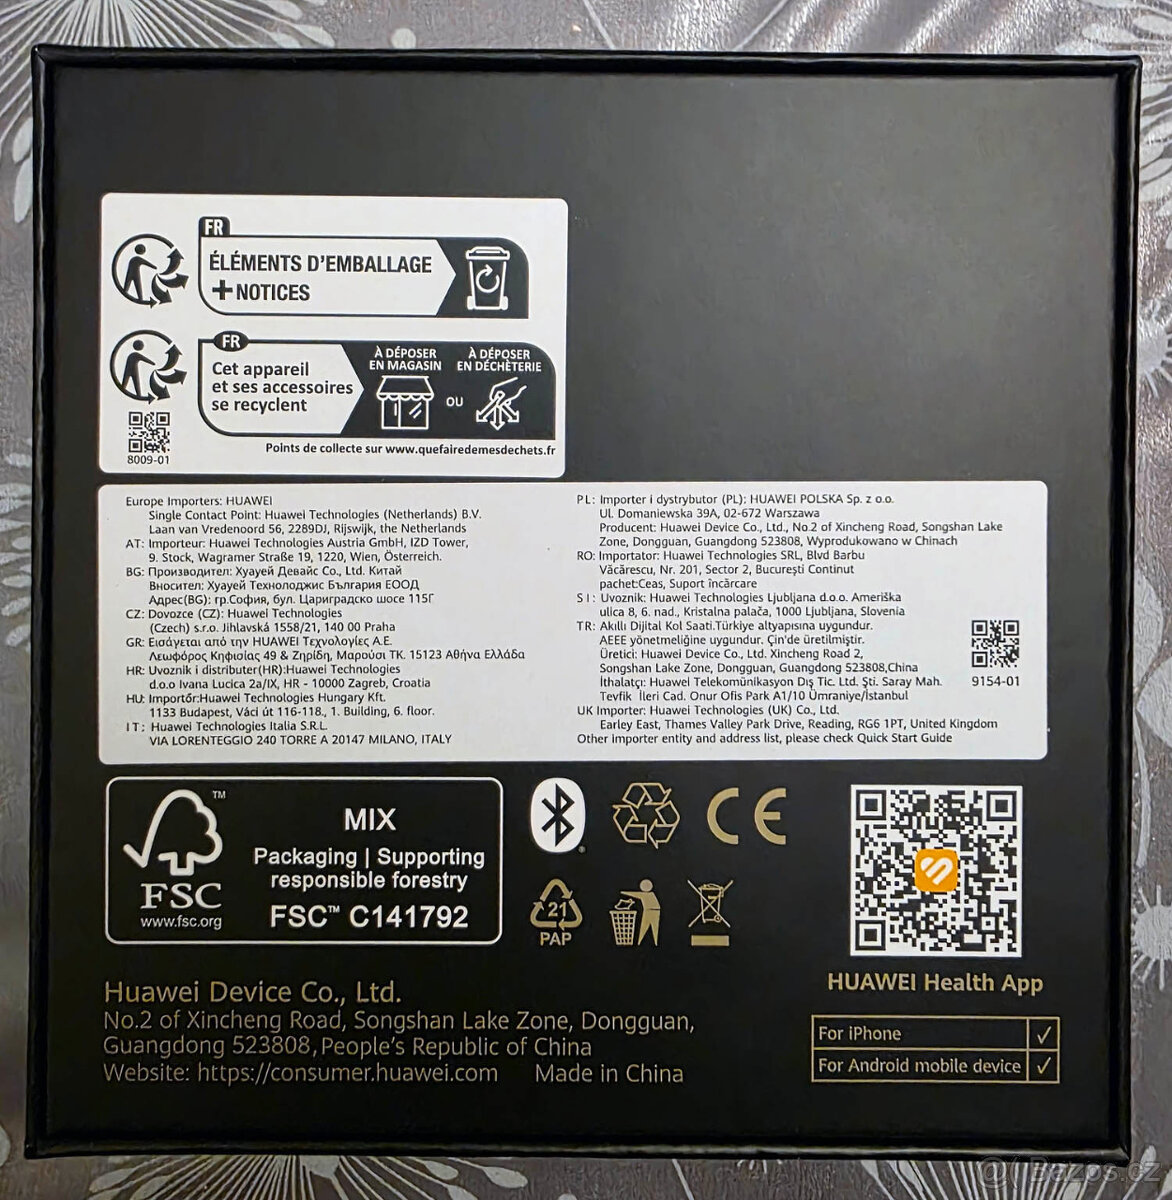 FR
ÉLÉMENTS D'EMBALLAGE
+NOTICES
FR
Cet appareil
et ses accessoires
se recyclent
À DÉPOSER
EN MAGASIN
OU
À DÉPOSER
EN DÉCHÈTERIE
8009-01
Points de collecte sur www.quefairedemesdechets.fr
Europe Importers: HUAWEI
Single Contact Point: Huawei Technologies (Netherlands) B.V.
Laan van Vredenoord 56, 2289DJ, Rijswijk, the Netherlands
AT: Importeur: Huawei Technologies Austria GmbH, IZD Tower,
9. Stock, Wagramer Straße 19, 1220, Wien, Österreich.
BG: Производител: Хуауей Девайс Co., Ltd. Китай
Вносител: Хуауей Технолоджис България ЕООД
Адрес(BG): гр.София, бул. Цариградско шосе 115Г
CZ: Dovozce (CZ): Huawei Technologies
(Czech) s.r.o. Jihlavská 1558/21, 140 00 Praha
GR: Εισάγεται από την HUAWEI Τεχνολογίες Α.Ε.
Λεωφόρος Κηφισίας 49 & Ζηρίδη, Μαρούσι ΤΚ. 15123 Αθήνα Ελλάδα
HR: Uvoznik i distributer(HR):Huawei Technologies
d.o.o Ivana Lucica 2a/IX, HR - 10000 Zagreb, Croatia
HU: Importőr:Huawei Technologies Hungary Kft.
1133 Budapest, Váci út 116-118., 1. Building, 6. floor.
IT: Huawei Technologies Italia S.R.L.
VIA LORENTEGGIO 240 TORRE A 20147 MILANO, ITALY
PL: Importer i dystrybutor (PL): HUAWEI POLSKA Sp. z o.o.
Ul. Domaniewska 39A, 02-672 Warszawa
Producent: Huawei Device Co., Ltd., No.2 of Xincheng Road, Songshan Lake
Zone, Dongguan, Guangdong 523808, Wyprodukowano w Chinach
RO: Importator: Huawei Technologies SRL, Blvd Barbu
Văcărescu, Nr. 201, Sector 2, București Continut
pachet:Ceas, Suport încărcare
SI: Uvoznik: Huawei Technologies Ljubljana d.o.o. Ameriška
ulica 8, 6. nad., Kristalna palača, 1000 Ljubljana, Slovenia
TR: Akıllı Dijital Kol Saati.Türkiye altyapısına uygundur.
AEEE yönetmeliğine uygundur. Çin'de üretilmiştir.
Üretici: Huawei Device Co., Ltd. Xincheng Road 2,
Songshan Lake Zone, Dongguan, Guangdong 523808,China
İthalatçı: Huawei Telekomünikasyon Dış Tic. Ltd. Şti. Saray Mah.
Tevfik İleri Cad. Onur Ofis Park A1/10 Ümraniye/İstanbul
UK Importer: Huawei Technologies (UK) Co., Ltd.
Earley East, Thames Valley Park Drive, Reading, RG6 1PT, United Kingdom
Other importer entity and address list, please check Quick Start Guide
9154-01
TM
FSC
www.fsc.org
MIX
Packaging | Supporting
responsible forestry
FSC™ C141792
CE
21
PAP
HUAWEI Health App
For iPhone ✓
For Android mobile device ✓
Huawei Device Co., Ltd.
No.2 of Xincheng Road, Songshan Lake Zone, Dongguan,
Guangdong 523808, People's Republic of China
Website: https://consumer.huawei.com Made in China
Bazos.cz